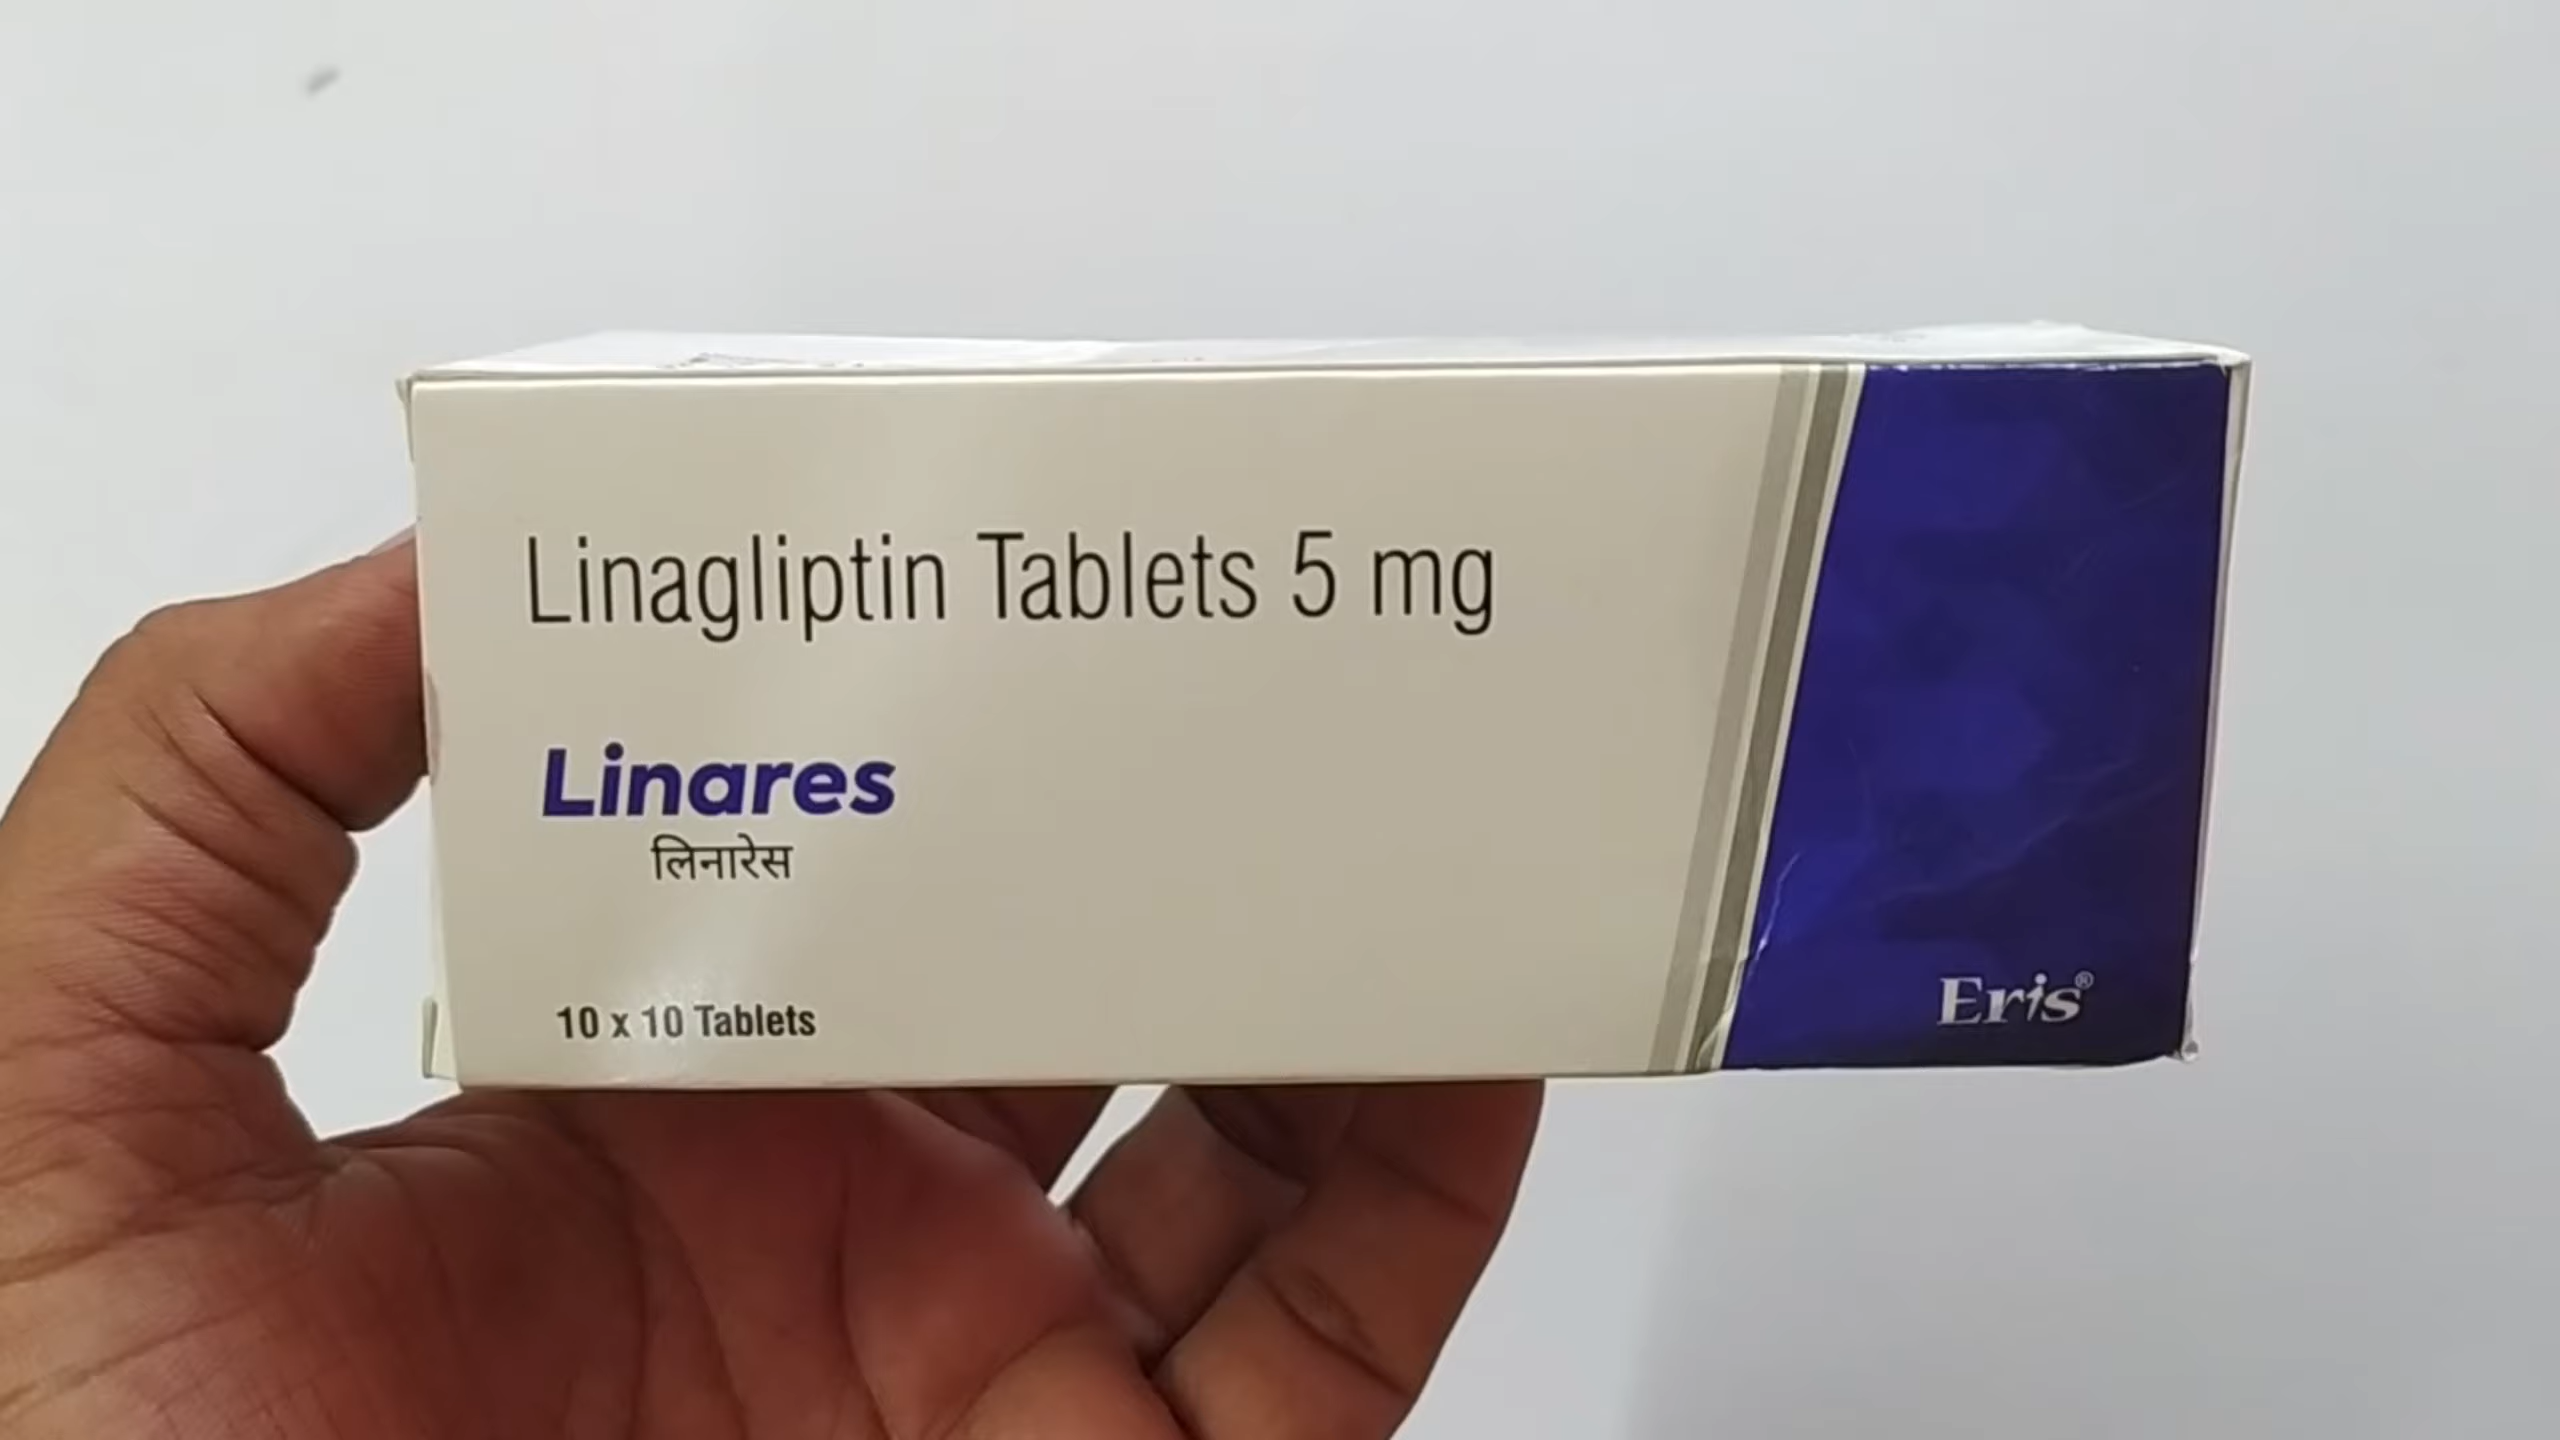 Linagliptin Tablets 5 mg
Linares
लिनारेस
10 x 10 Tablets
Eris®